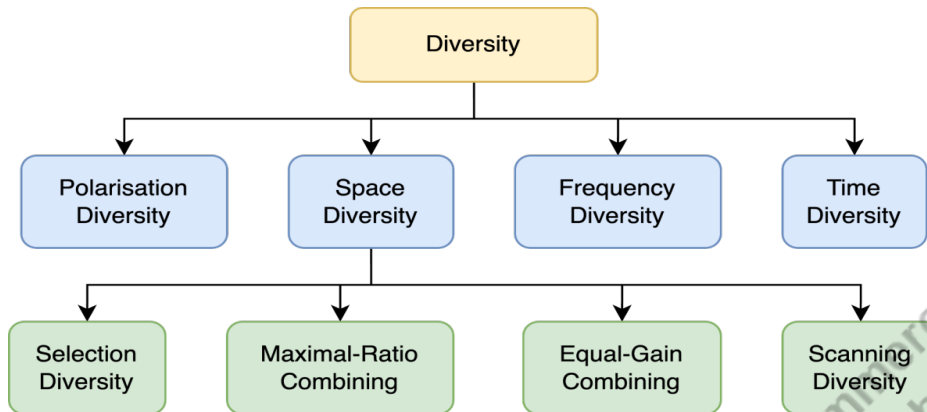 Diversity
Polarisation
Diversity
Space
Diversity
Frequency
Diversity
Time
Diversity
Selection
Diversity
Maximal-Ratio
Combining
Equal-Gain
Combining
Scanning
Diversity